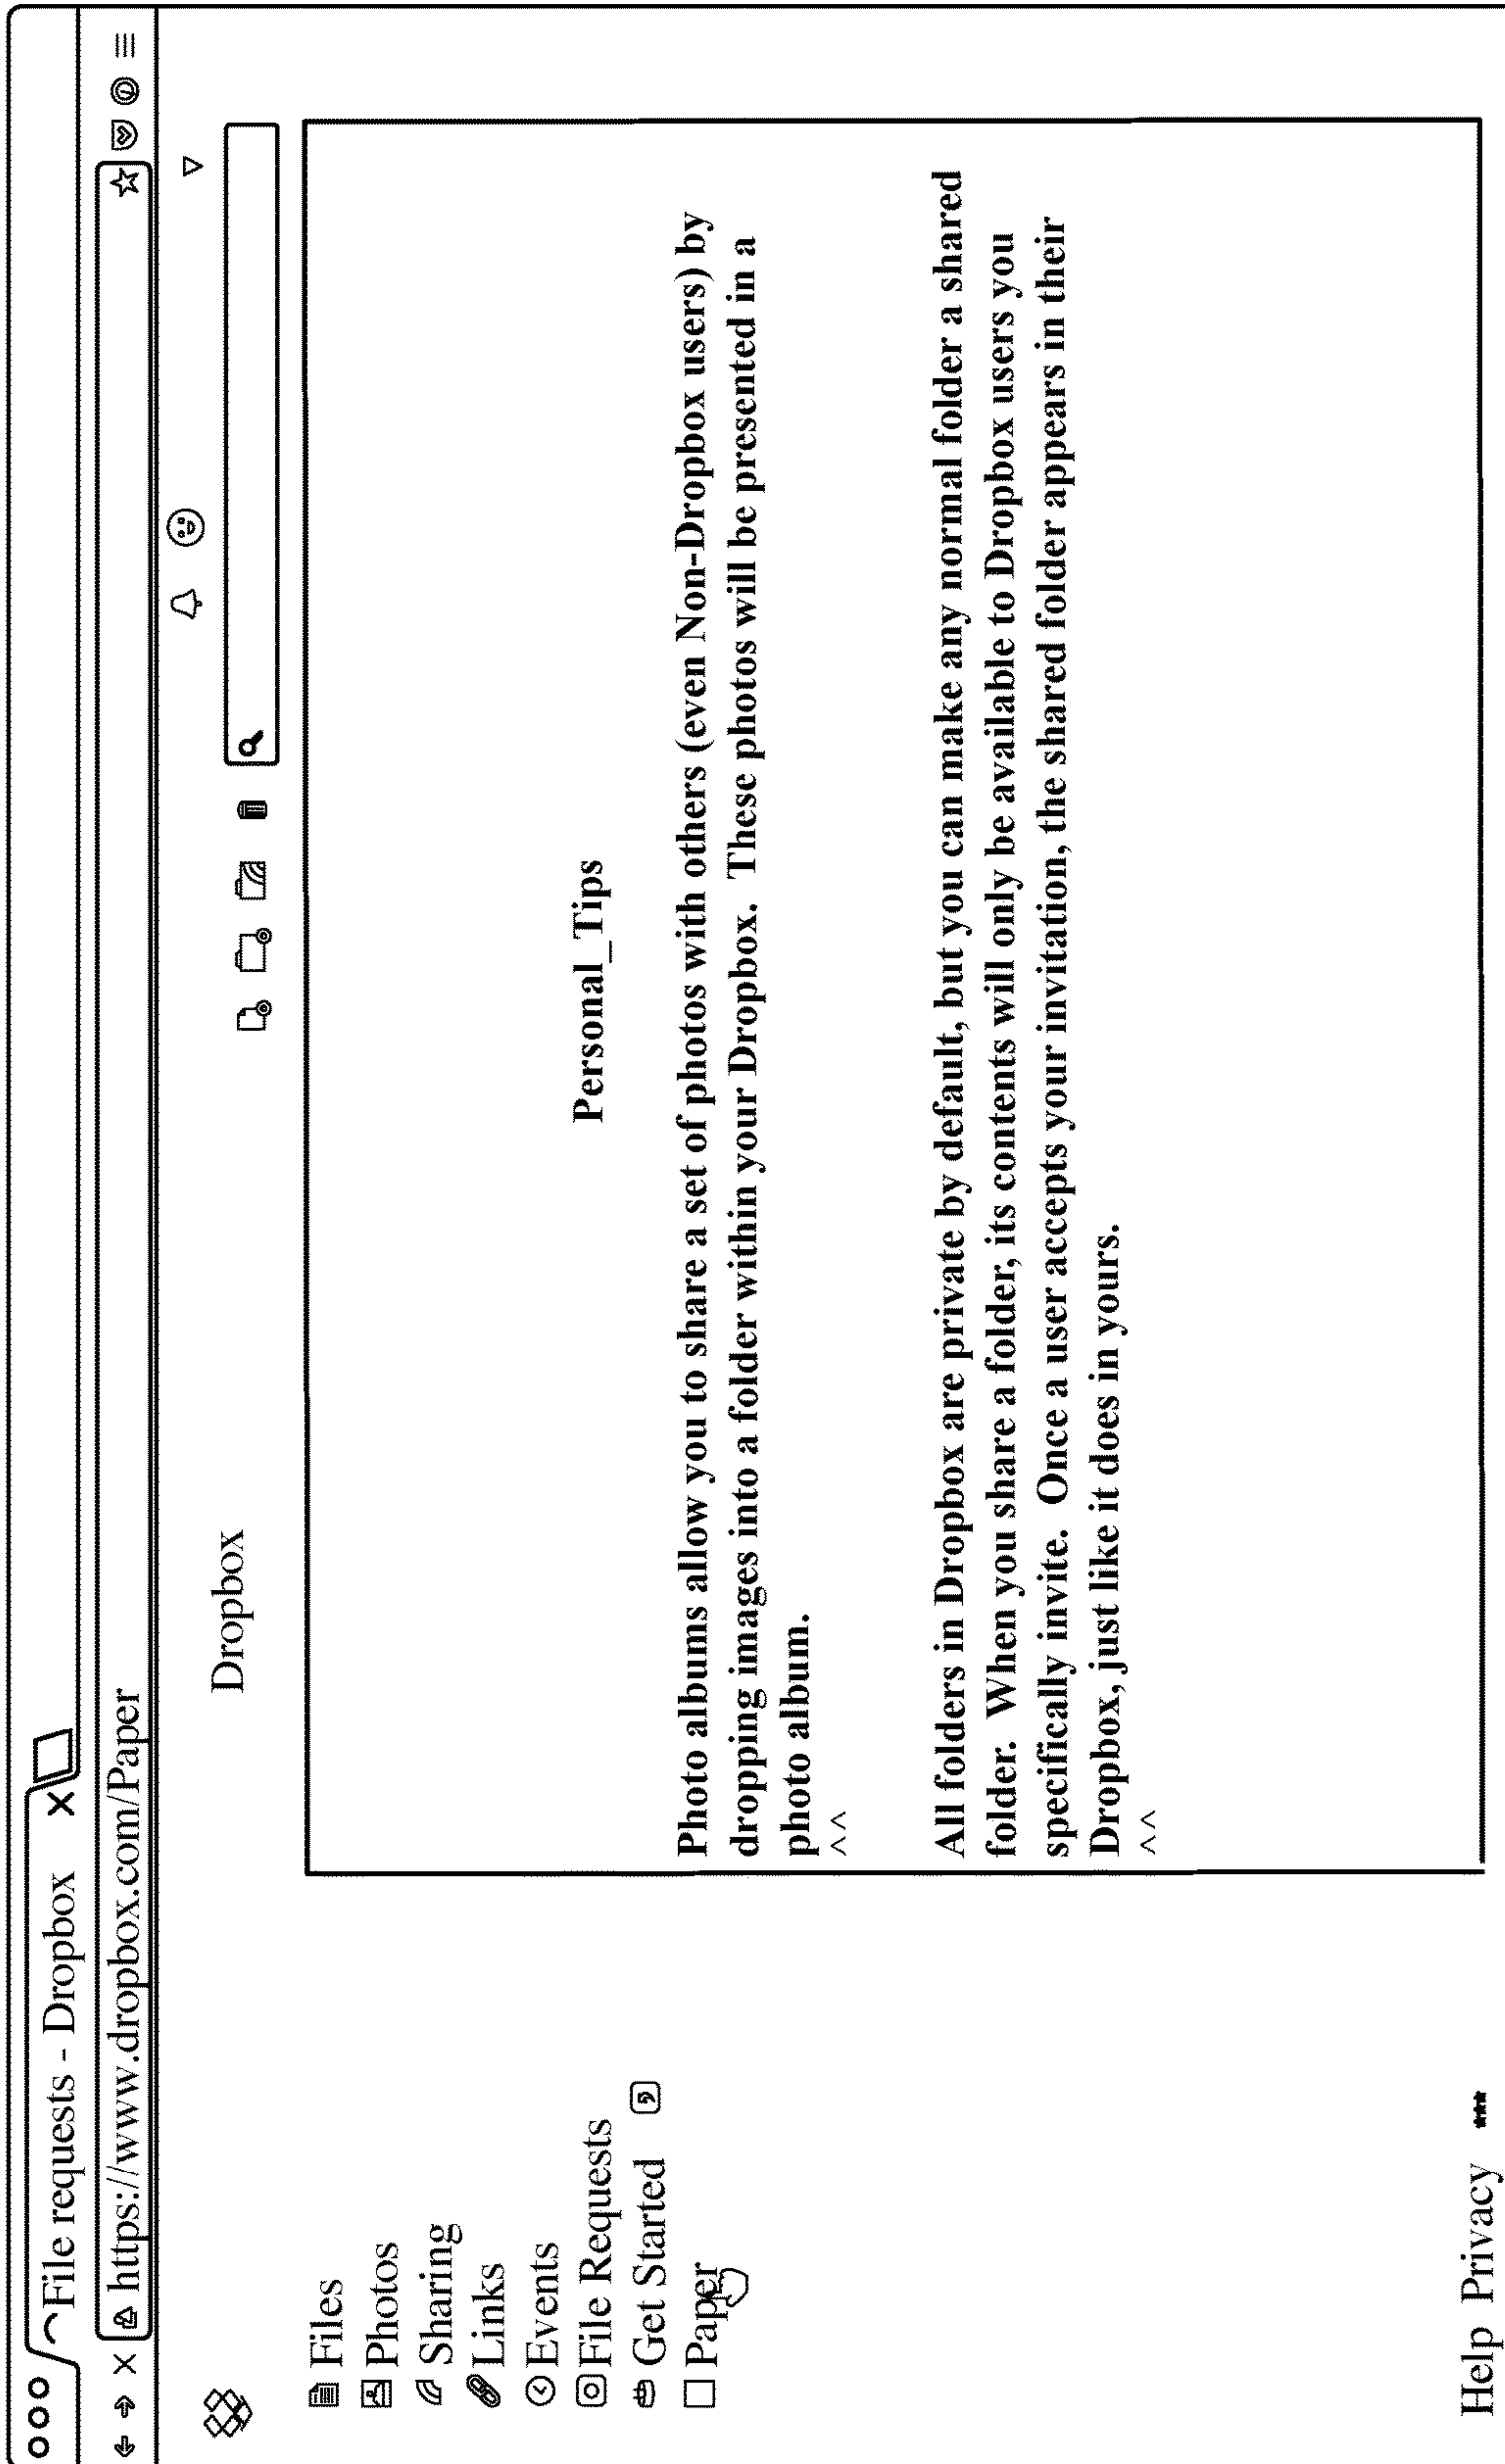 File requests - Dropbox X
https://www.dropbox.com/Paper
Dropbox
Files
Photos
Sharing
Links
Events
File Requests
Get Started
Paper
Personal_Tips
Photo albums allow you to share a set of photos with others (even Non-Dropbox users) by
dropping images into a folder within your Dropbox. These photos will be presented in a
photo album.
^^
All folders in Dropbox are private by default, but you can make any normal folder a shared
folder. When you share a folder, its contents will only be available to Dropbox users you
specifically invite. Once a user accepts your invitation, the shared folder appears in their
Dropbox, just like it does in yours.
^^
Help Privacy